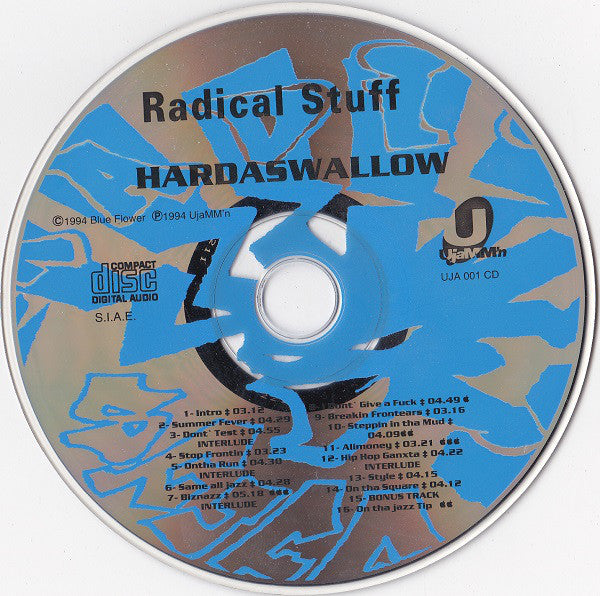 Radical Stuff
HARDASWALLOW
©1994 Blue Flower ℗1994 UjaMM'n
COMPACT
disc
DIGITAL AUDIO
S.I.A.E.
U
UjaMM'n
UJA 001 CD
1- Intro ‡ 03.12
2- Summer Fever ‡ 04.29
3- Dont` Test ‡ 04.55
INTERLUDE
4- Stop Frontin ‡ 03.23
5- Ontha Run ‡ 04.30
INTERLUDE
6- Same all jazz ‡ 04.28
7- Biznazz ‡ 05.18
INTERLUDE
Dont` Give a Fuck ‡ 04.49
9- Breakin Frontears ‡ 03.16
10- Steppin in tha Mud ‡
04.09
11- Alimoney ‡ 03.21
12- Hip Hop Ganxta ‡ 04.22
INTERLUDE
13- Style ‡ 04.15
14- On tha Square ‡ 04.12
15- BONUS TRACK
16- On tha jazz Tip